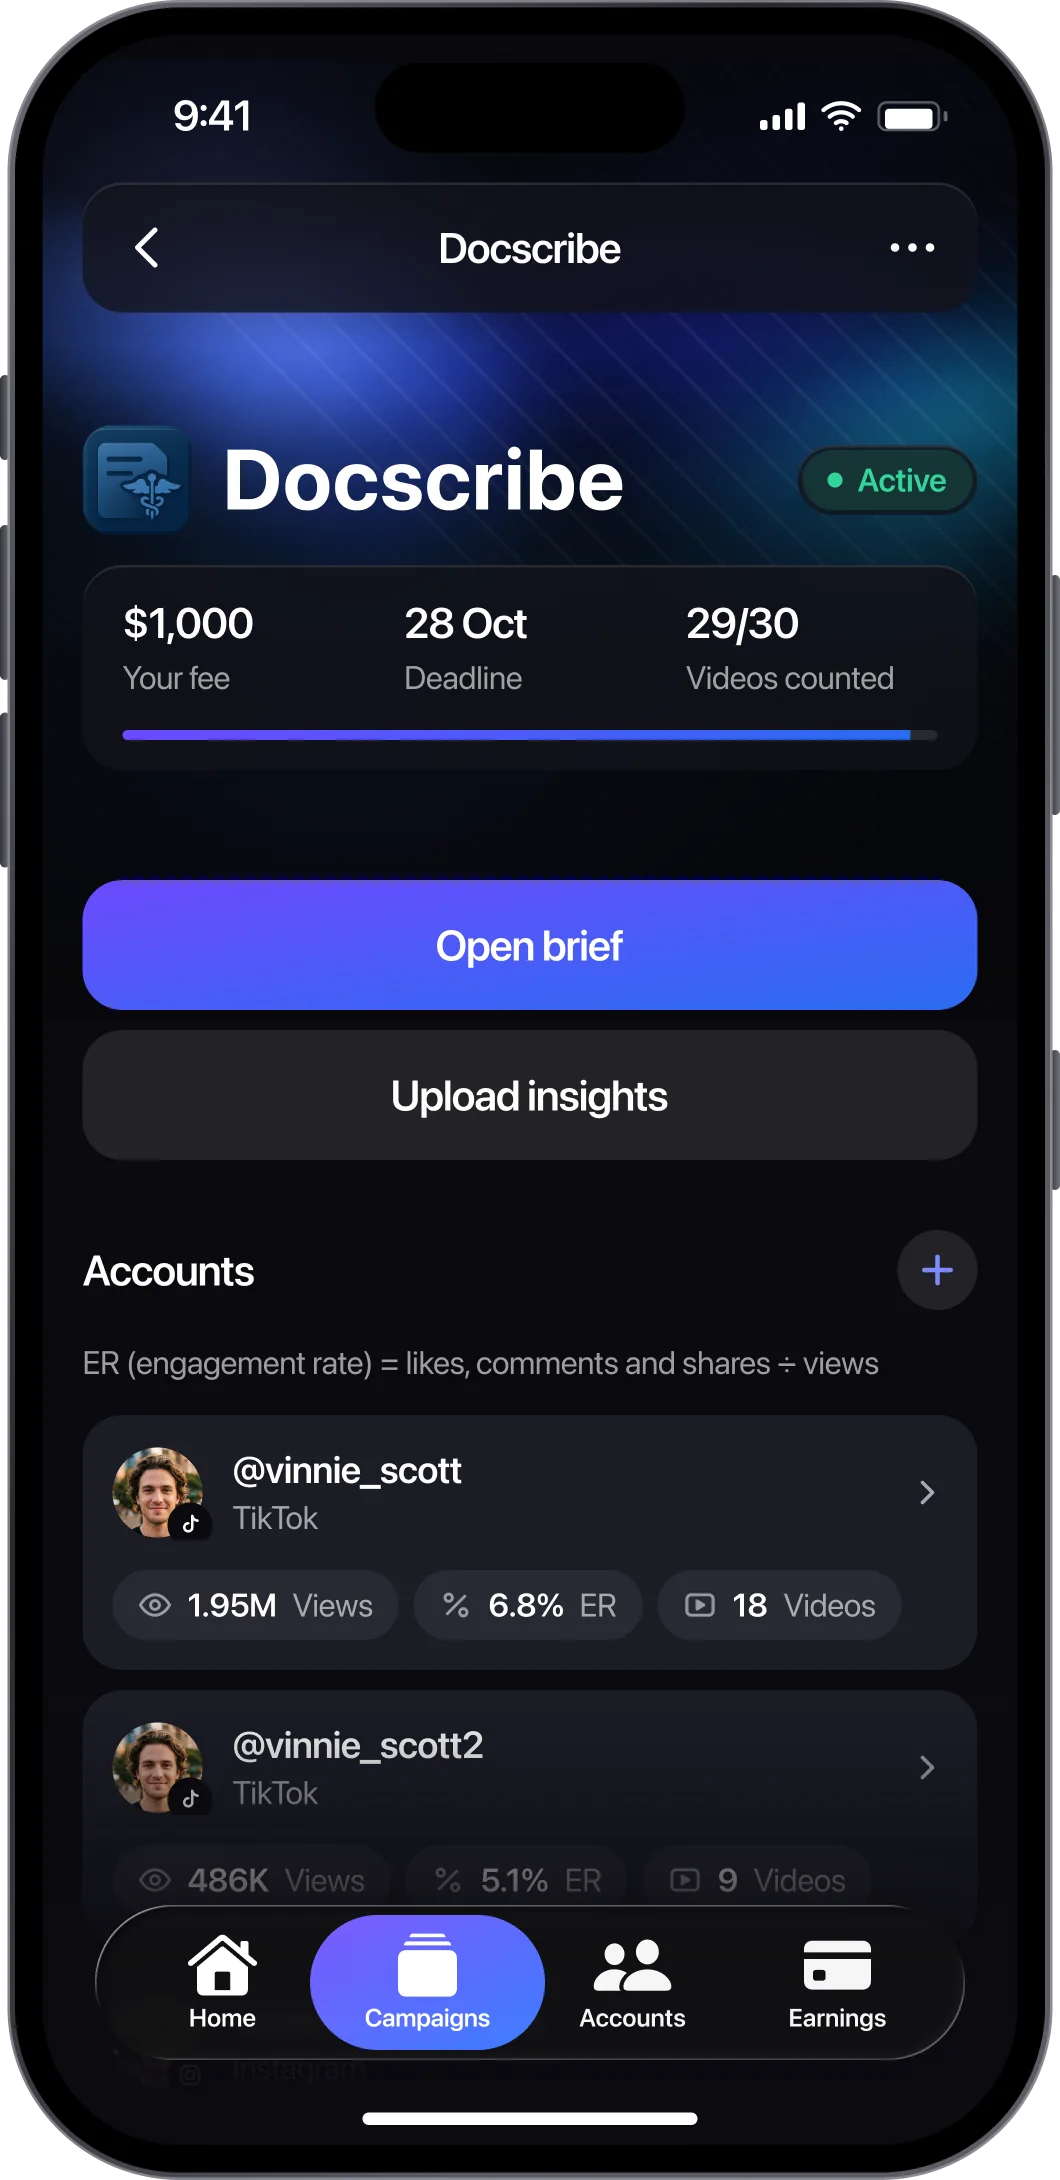 9:41
Docscribe
Docscribe
Active
$1,000 28 Oct 29/30
Your fee Deadline Videos counted
Open brief
Upload insights
Accounts
ER (engagement rate) = likes, comments and shares ÷ views
@vinnie_scott
TikTok
1.95M Views 6.8% ER 18 Videos
@vinnie_scott2
TikTok
486K Views 5.1% ER 9 Videos
Home Campaigns Accounts Earnings
Instagram